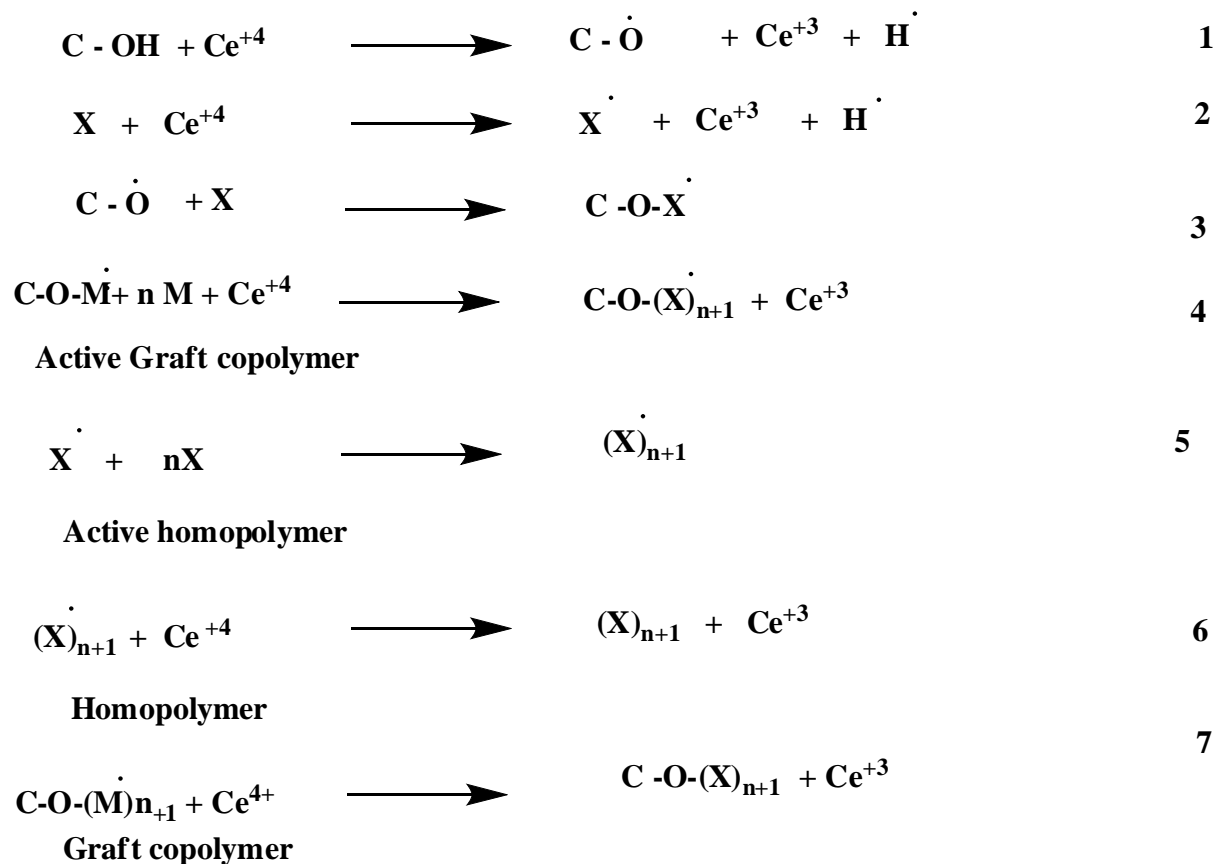 C - OH + Ce⁺⁴ ⟶ C - Ȯ + Ce⁺³ + H˙ 1
X + Ce⁺⁴ ⟶ X˙ + Ce⁺³ + H˙ 2
C - Ȯ + X ⟶ C -O-X˙ 3
C-O-Ṁ+ n M + Ce⁺⁴ ⟶ C-O-(X)˙ₙ₊₁ + Ce⁺³ 4
Active Graft copolymer
X˙ + nX ⟶ (X)˙ₙ₊₁ 5
Active homopolymer
(X)˙ₙ₊₁ + Ce ⁺⁴ ⟶ (X)ₙ₊₁ + Ce⁺³ 6
Homopolymer
C-O-(Ṁ)n₊₁ + Ce⁴⁺ ⟶ C -O-(X)ₙ₊₁ + Ce⁺³ 7
Graft copolymer